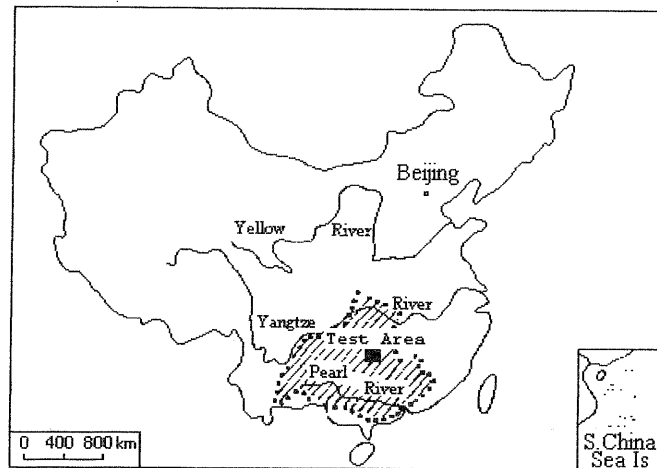 Beijing
Yellow River
River
Yangtze
Test Area
Pearl
River
0 400 800 km
S.China
Sea Is